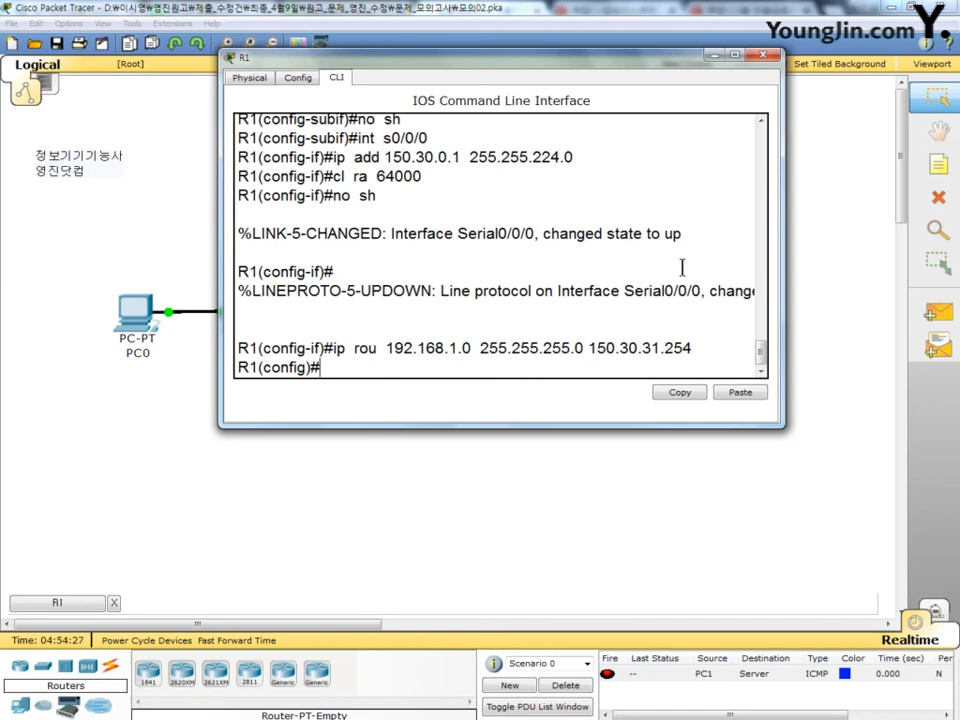 Cisco Packet Tracer - D:₩이시영₩영진원고₩제출_수정건₩최종_4월9일원고_문제_영진_수정₩문제_모의고사₩모의02.pka
File Edit Options View Tools Extensions Help
YoungJin.com Y.
Logical [Root] Set Tiled Background Viewport
R1
Physical Config CLI
IOS Command Line Interface
R1(config-subif)#no sh
R1(config-subif)#int s0/0/0
R1(config-if)#ip add 150.30.0.1 255.255.224.0
R1(config-if)#cl ra 64000
R1(config-if)#no sh
%LINK-5-CHANGED: Interface Serial0/0/0, changed state to up
R1(config-if)#
%LINEPROTO-5-UPDOWN: Line protocol on Interface Serial0/0/0, change
R1(config-if)#ip rou 192.168.1.0 255.255.255.0 150.30.31.254
R1(config)#
Copy Paste
정보기기기능사
영진닷컴
PC-PT
PC0
R1 X
Time: 04:54:27 Power Cycle Devices Fast Forward Time Realtime
Routers
1841 2620XM 2621XM 2811 Generic Generic
Router-PT-Empty
Scenario 0
New Delete
Toggle PDU List Window
Fire Last Status Source Destination Type Color Time (sec) Per
-- PC1 Server ICMP 0.000 N